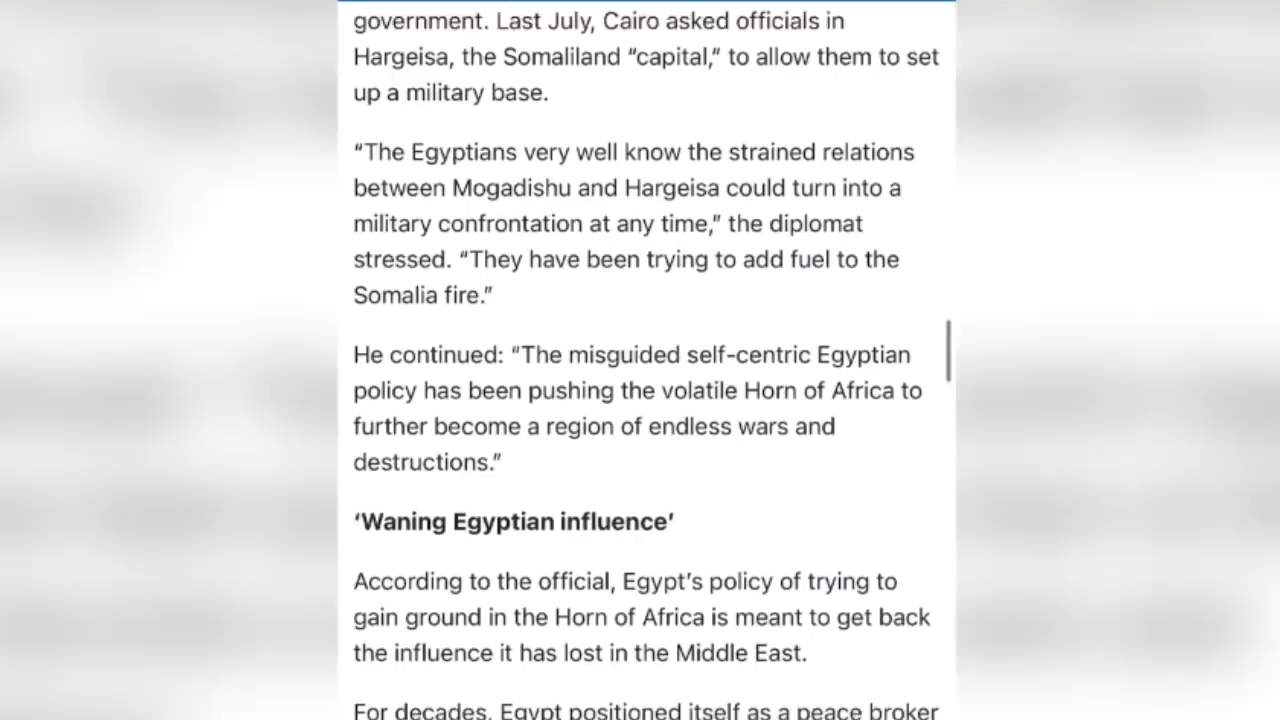 government. Last July, Cairo asked officials in
Hargeisa, the Somaliland “capital,” to allow them to set
up a military base.
“The Egyptians very well know the strained relations
between Mogadishu and Hargeisa could turn into a
military confrontation at any time,” the diplomat
stressed. “They have been trying to add fuel to the
Somalia fire.”
He continued: “The misguided self-centric Egyptian
policy has been pushing the volatile Horn of Africa to
further become a region of endless wars and
destructions.”
‘Waning Egyptian influence’
According to the official, Egypt’s policy of trying to
gain ground in the Horn of Africa is meant to get back
the influence it has lost in the Middle East.
For decades, Egypt positioned itself as a peace broker